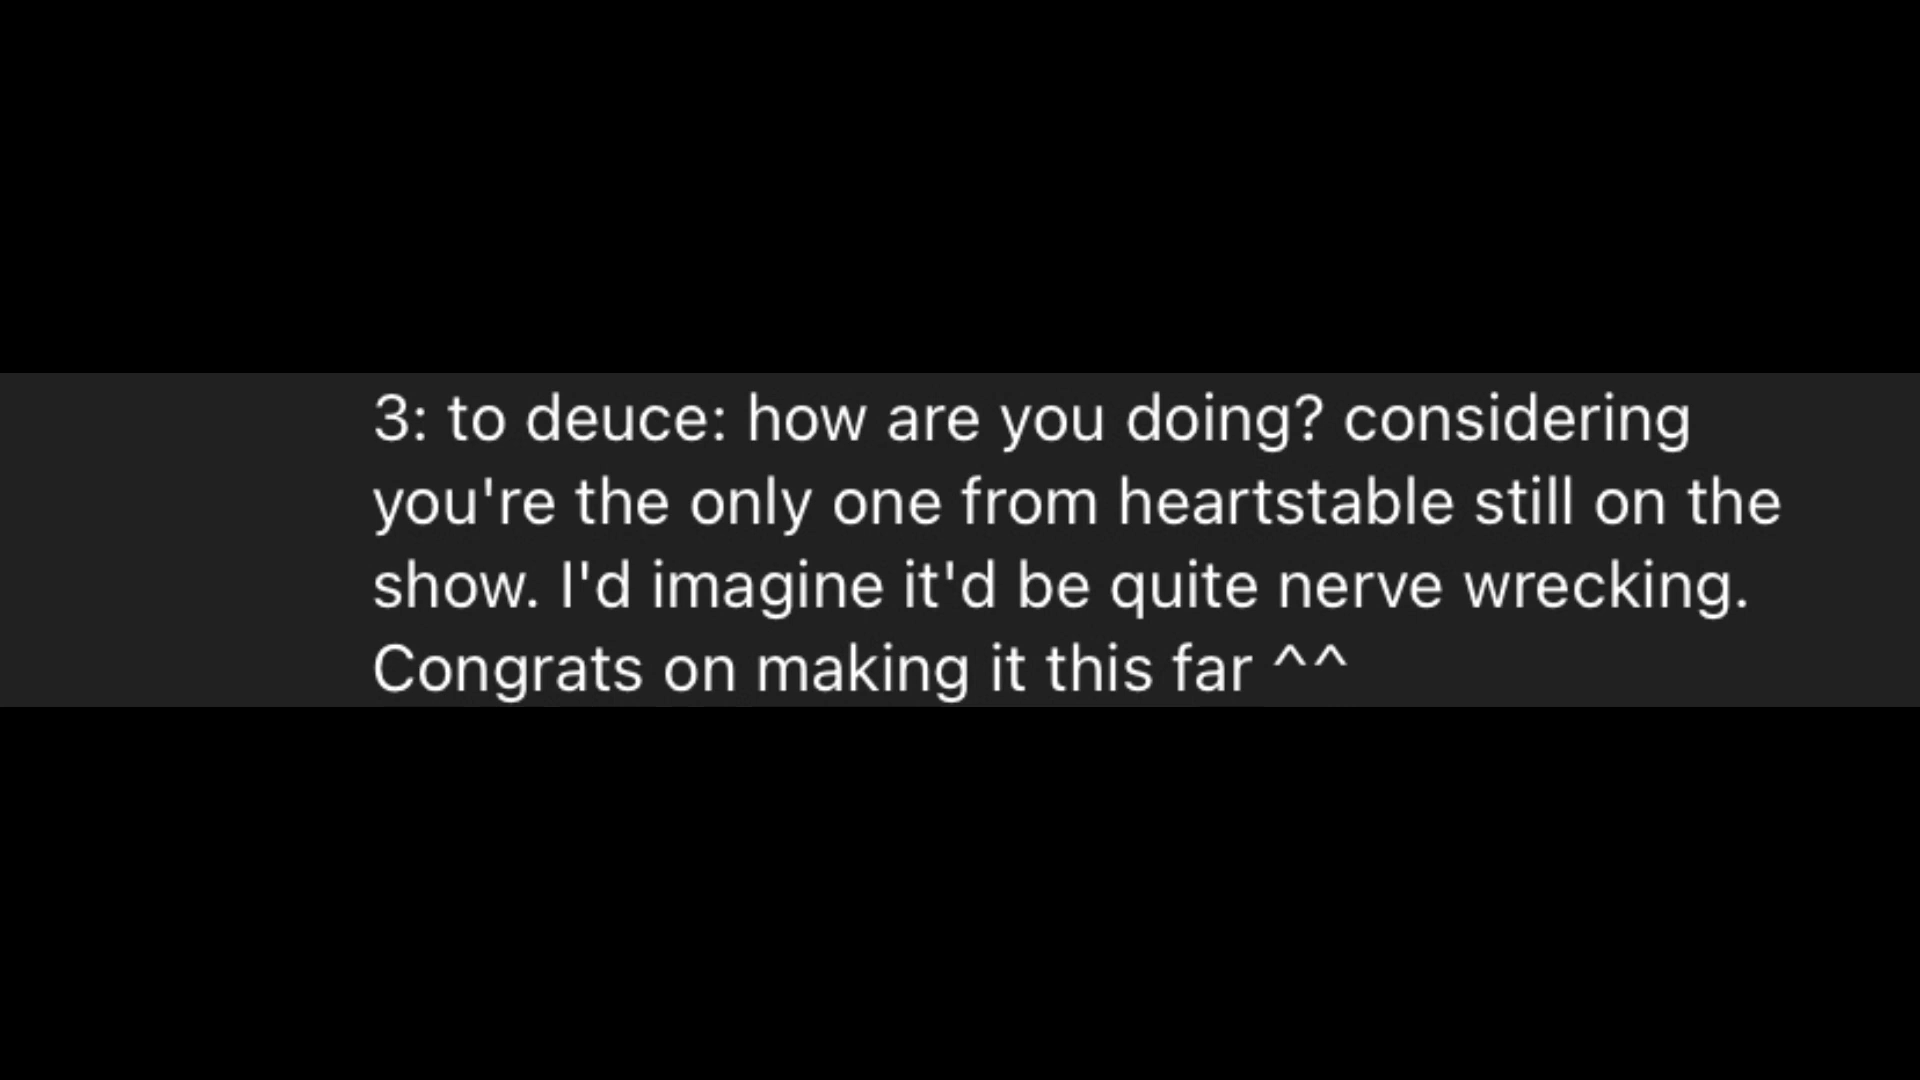 3: to deuce: how are you doing? considering
you're the only one from heartstable still on the
show. I'd imagine it'd be quite nerve wrecking.
Congrats on making it this far ^^